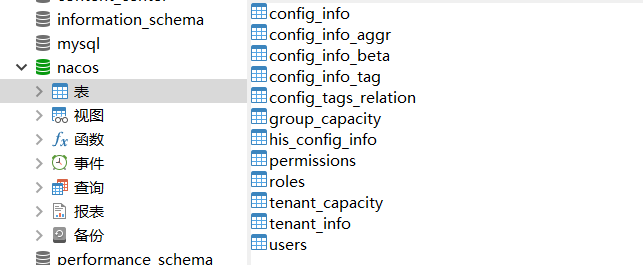 content_center
information_schema
mysql
nacos
表
视图
函数
事件
查询
报表
备份
performance_schema
config_info
config_info_aggr
config_info_beta
config_info_tag
config_tags_relation
group_capacity
his_config_info
permissions
roles
tenant_capacity
tenant_info
users